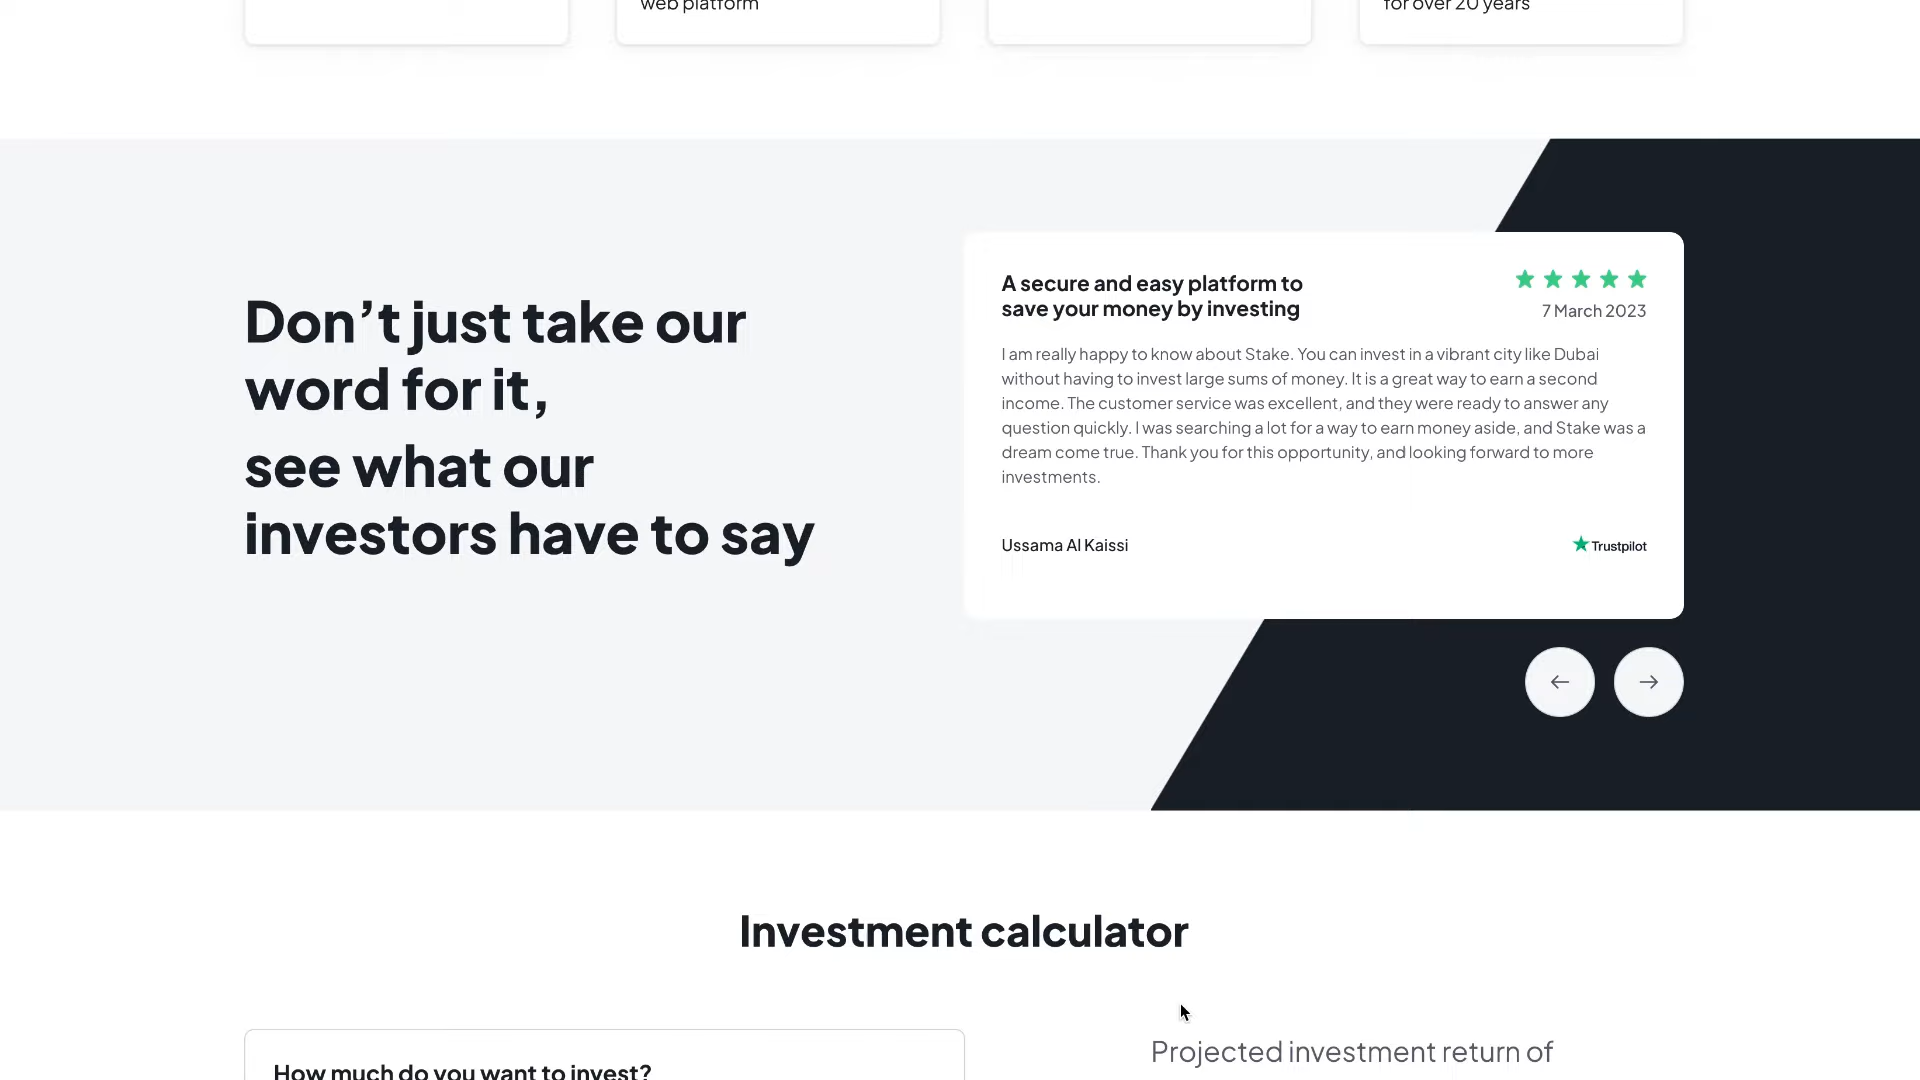 web platform
for over 20 years
Don’t just take our
word for it,
see what our
investors have to say
A secure and easy platform to
save your money by investing
7 March 2023
I am really happy to know about Stake. You can invest in a vibrant city like Dubai
without having to invest large sums of money. It is a great way to earn a second
income. The customer service was excellent, and they were ready to answer any
question quickly. I was searching a lot for a way to earn money aside, and Stake was a
dream come true. Thank you for this opportunity, and looking forward to more
investments.
Ussama Al Kaissi
Trustpilot
Investment calculator
How much do you want to invest?
Projected investment return of